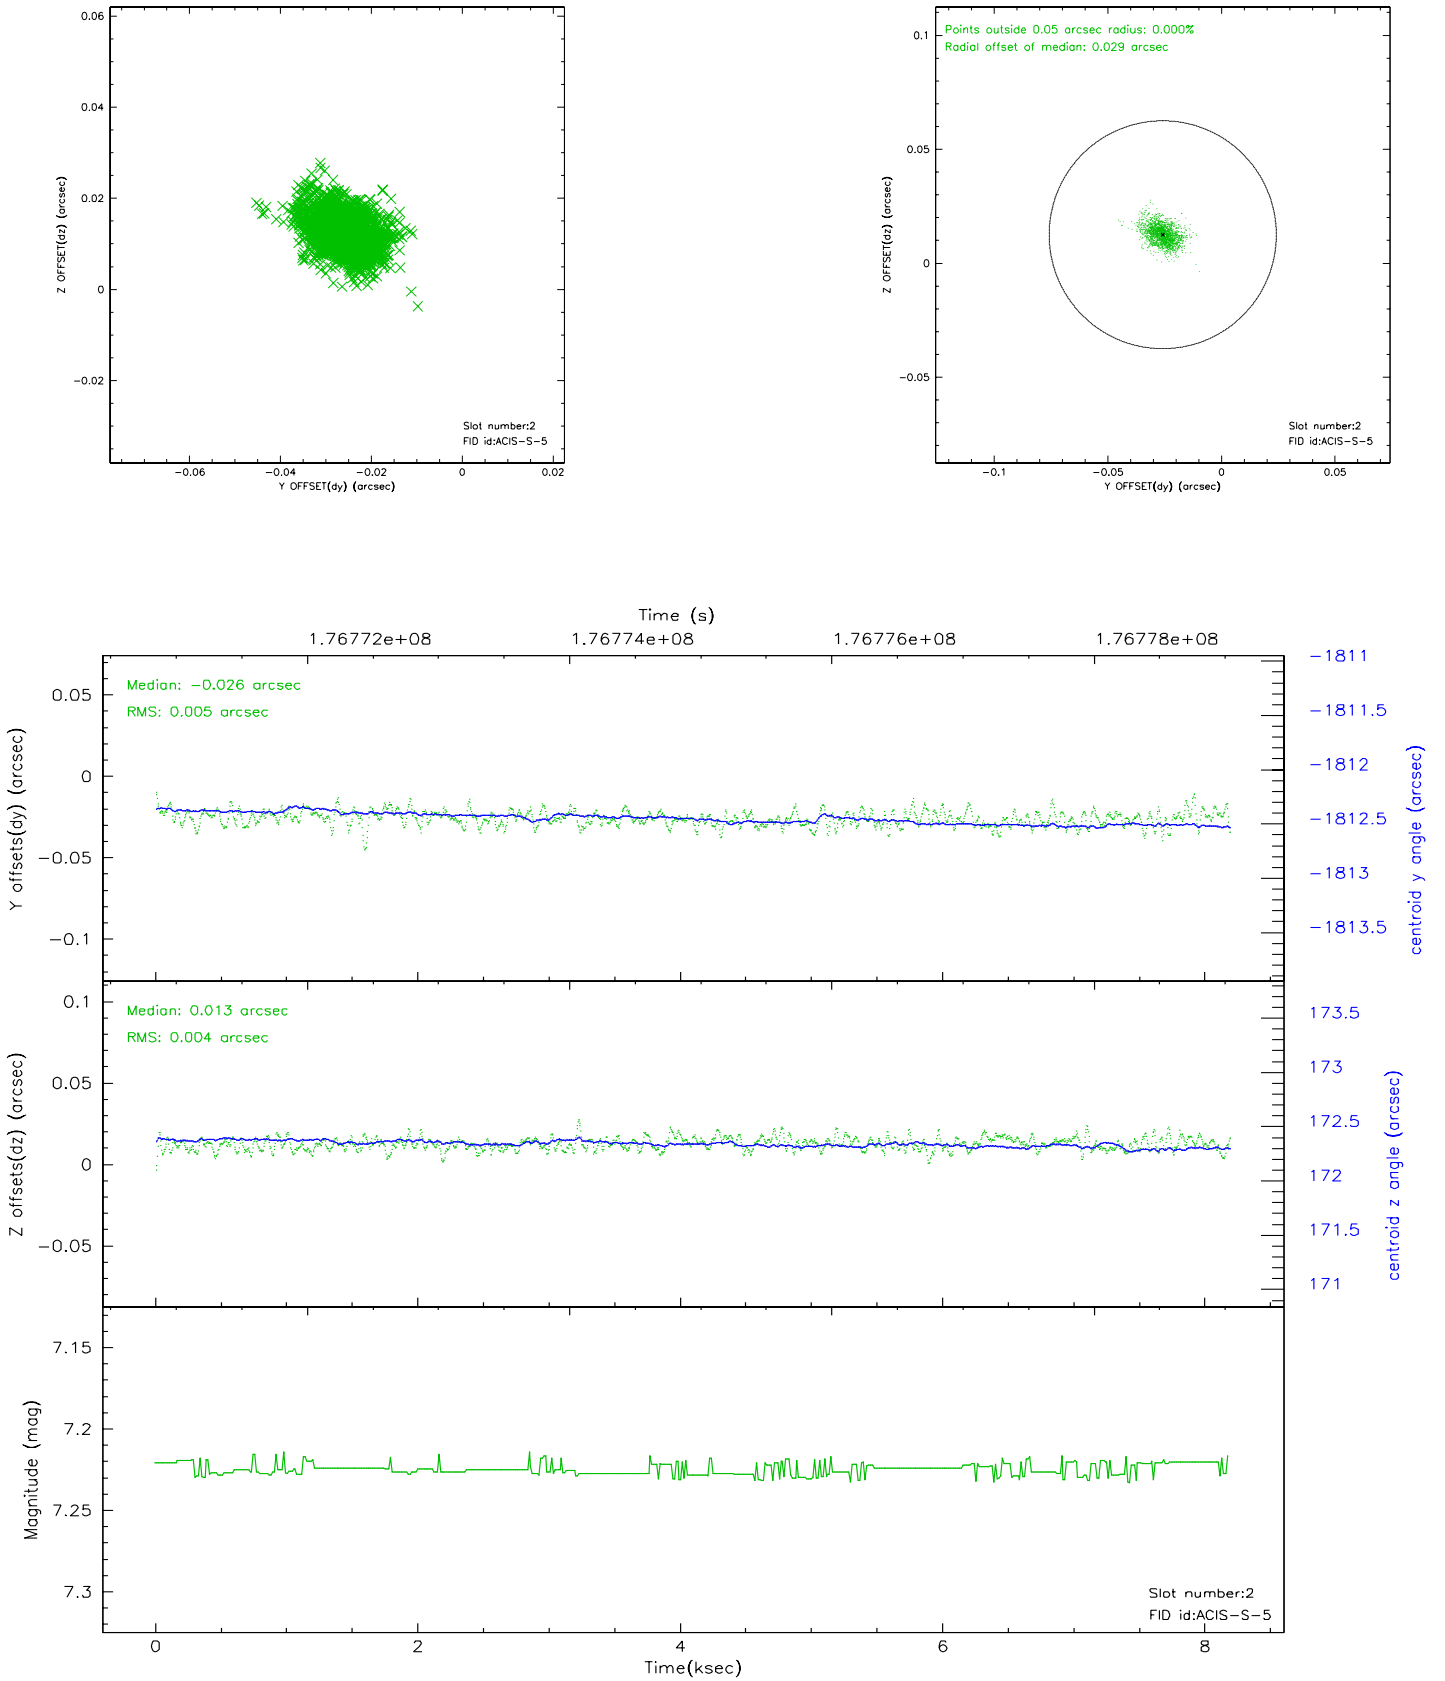 0.06
0.04
0.02
0
-0.02
Z OFFSET(dz) (arcsec)
Slot number:2
FID id:ACIS-S-5
-0.06 -0.04 -0.02 0 0.02
Y OFFSET(dy) (arcsec)
Points outside 0.05 arcsec radius: 0.000%
Radial offset of median: 0.029 arcsec
0.1
0.05
0
-0.05
Z OFFSET(dz) (arcsec)
Slot number:2
FID id:ACIS-S-5
-0.1 -0.05 0 0.05
Y OFFSET(dy) (arcsec)
Time (s)
1.76772e+08 1.76774e+08 1.76776e+08 1.76778e+08
Median: -0.026 arcsec
RMS: 0.005 arcsec
0.05
0
-0.05
-0.1
Y offsets(dy) (arcsec)
-1811
-1811.5
-1812
-1812.5
-1813
-1813.5
centroid y angle (arcsec)
Median: 0.013 arcsec
RMS: 0.004 arcsec
0.1
0.05
0
-0.05
Z offsets(dz) (arcsec)
173.5
173
172.5
172
171.5
171
centroid z angle (arcsec)
7.15
7.2
7.25
7.3
Magnitude (mag)
Slot number:2
FID id:ACIS-S-5
0 2 4 6 8
Time(ksec)